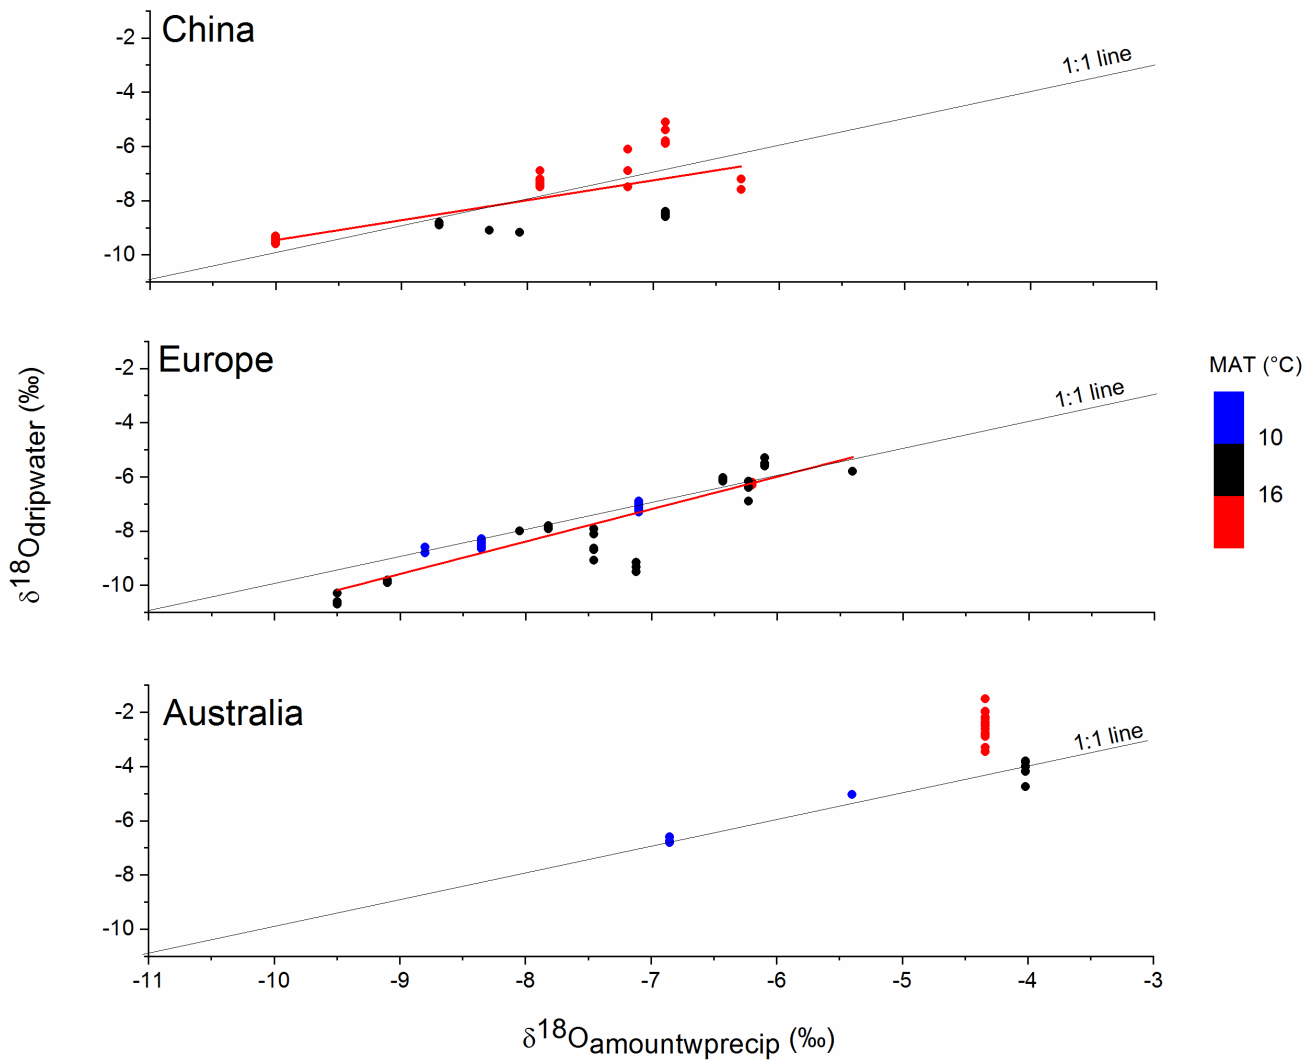 China
1:1 line
-2
-4
-6
-8
-10
Europe
1:1 line
-2
-4
-6
-8
-10
MAT (°C)
10
16
δ18Odripwater (‰)
Australia
1:1 line
-2
-4
-6
-8
-10
-11 -10 -9 -8 -7 -6 -5 -4 -3
δ18Oamountwprecip (‰)